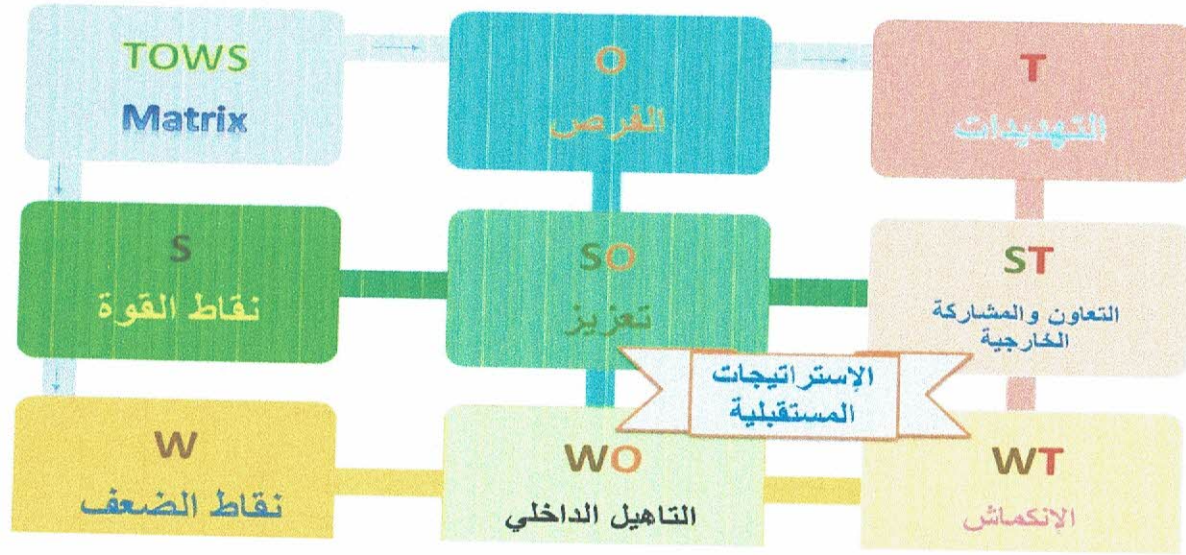 TOWS
Matrix
O
الفرص
T
التهديدات
S
نقاط القوة
SO
تعزيز
ST
التعاون والمشاركة
الخارجية
الإستراتيجات
المستقبلية
W
نقاط الضعف
WO
التاهيل الداخلي
WT
الإنكماش